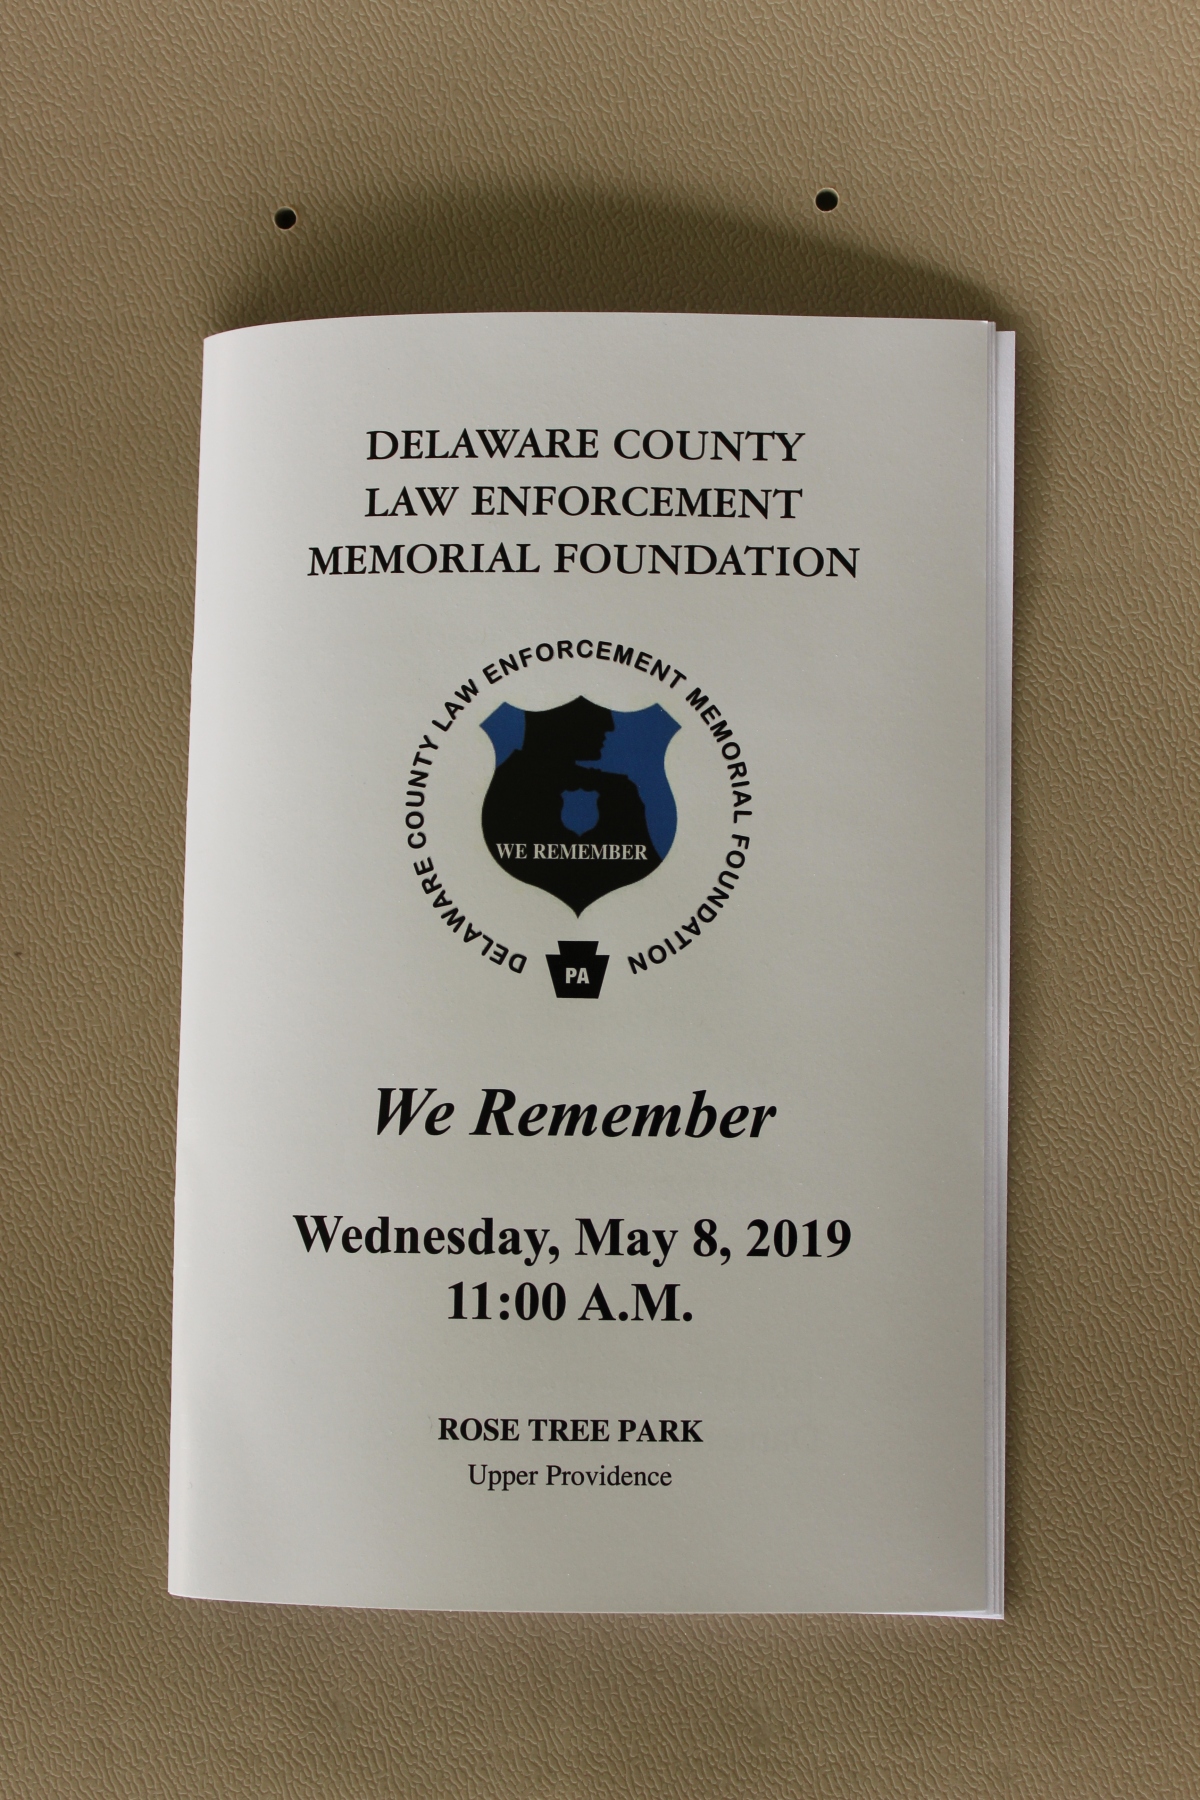 DELAWARE COUNTY
LAW ENFORCEMENT
MEMORIAL FOUNDATION
DELAWARE COUNTY LAW ENFORCEMENT MEMORIAL FOUNDATION
WE REMEMBER
PA
We Remember
Wednesday, May 8, 2019
11:00 A.M.
ROSE TREE PARK
Upper Providence